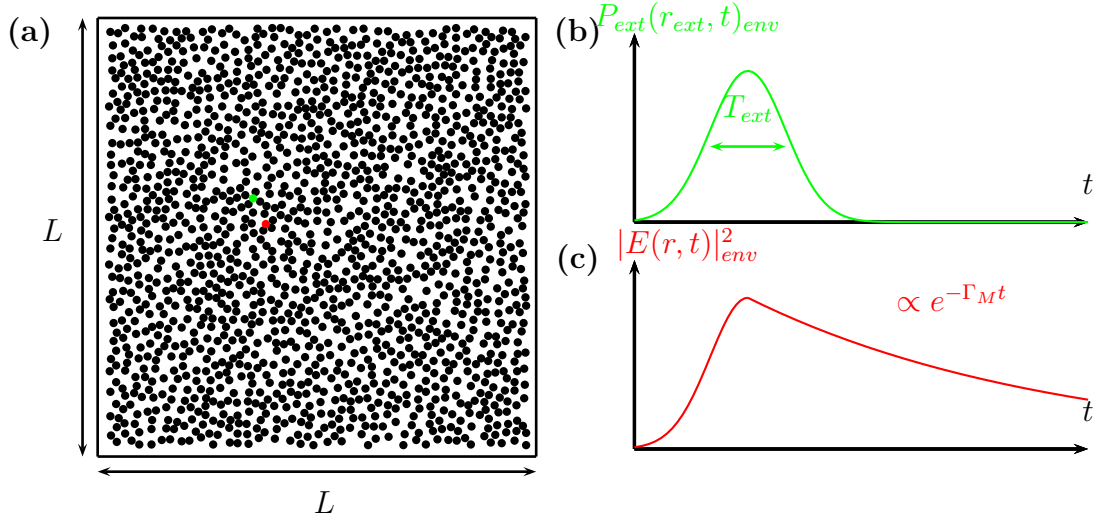 (a)
L
L
(b)
P_{ext}(r_{ext}, t)_{env}
T_{ext}
t
(c)
|E(r, t)|^2_{env}
∝ e^{-Γ_M t}
t